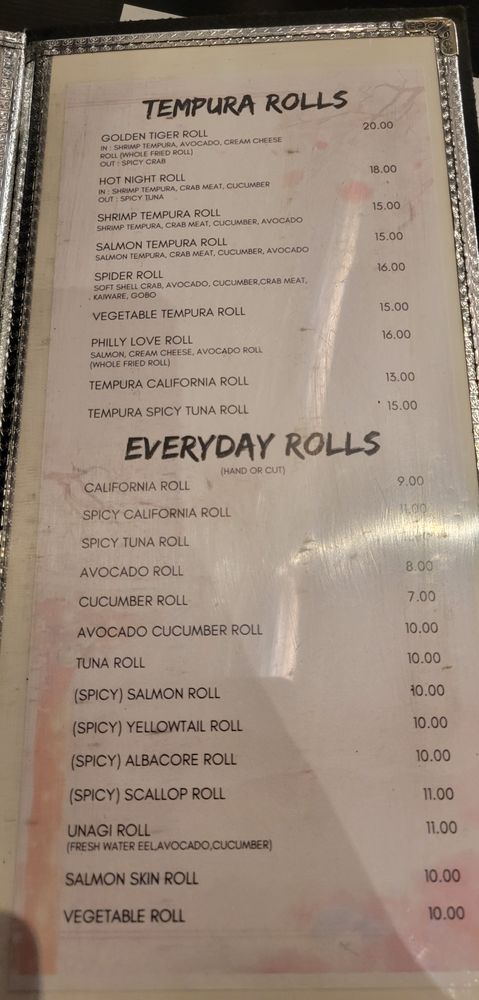 TEMPURA ROLLS
GOLDEN TIGER ROLL 20.00
IN : SHRIMP TEMPURA, AVOCADO, CREAM CHEESE
ROLL (WHOLE FRIED ROLL)
OUT : SPICY CRAB
HOT NIGHT ROLL 18.00
IN : SHRIMP TEMPURA, CRAB MEAT, CUCUMBER
OUT : SPICY TUNA
SHRIMP TEMPURA ROLL 15.00
SHRIMP TEMPURA, CRAB MEAT, CUCUMBER, AVOCADO
SALMON TEMPURA ROLL 15.00
SALMON TEMPURA, CRAB MEAT, CUCUMBER, AVOCADO
SPIDER ROLL 16.00
SOFT SHELL CRAB, AVOCADO, CUCUMBER,CRAB MEAT,
KAIWARE, GOBO
VEGETABLE TEMPURA ROLL 15.00
PHILLY LOVE ROLL 16.00
SALMON, CREAM CHEESE, AVOCADO ROLL
(WHOLE FRIED ROLL)
TEMPURA CALIFORNIA ROLL 13.00
TEMPURA SPICY TUNA ROLL 15.00
EVERYDAY ROLLS
(HAND OR CUT)
CALIFORNIA ROLL 9.00
SPICY CALIFORNIA ROLL 11.00
SPICY TUNA ROLL
AVOCADO ROLL 8.00
CUCUMBER ROLL 7.00
AVOCADO CUCUMBER ROLL 10.00
TUNA ROLL 10.00
(SPICY) SALMON ROLL 10.00
(SPICY) YELLOWTAIL ROLL 10.00
(SPICY) ALBACORE ROLL 10.00
(SPICY) SCALLOP ROLL 11.00
UNAGI ROLL 11.00
(FRESH WATER EEL,AVOCADO,CUCUMBER)
SALMON SKIN ROLL 10.00
VEGETABLE ROLL 10.00